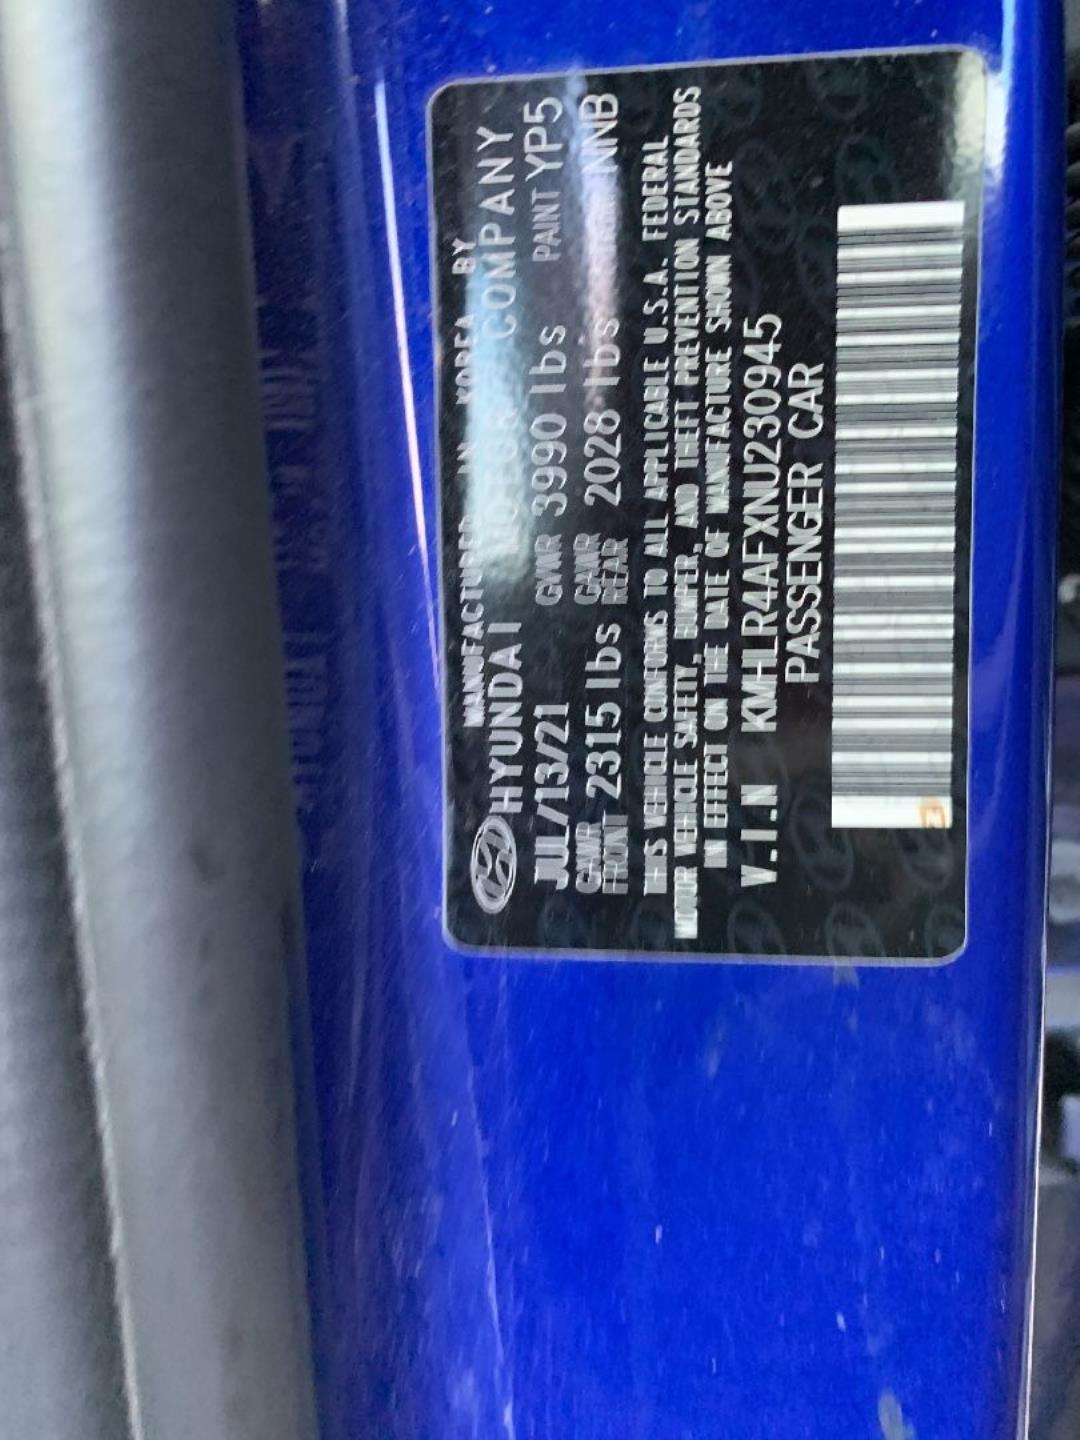 MANUFACTURED IN KOREA BY
HYUNDAI MOTOR COMPANY
JUL/13/21 GVWR 3990 lbs PAINT YP5
GAWR FRONT 2315 lbs GAWR REAR 2028 lbs NNB
THIS VEHICLE CONFORMS TO ALL APPLICABLE U.S.A. FEDERAL
MOTOR VEHICLE SAFETY, BUMPER, AND THEFT PREVENTION STANDARDS
IN EFFECT ON THE DATE OF MANUFACTURE SHOWN ABOVE
V.I.N KMHLR4AFXNU230945
PASSENGER CAR